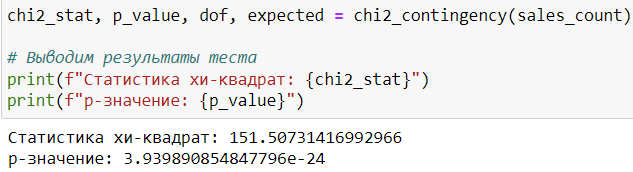 chi2_stat, p_value, dof, expected = chi2_contingency(sales_count)
# Выводим результаты теста
print(f"Статистика хи-квадрат: {chi2_stat}")
print(f"p-значение: {p_value}")
Статистика хи-квадрат: 151.50731416992966
p-значение: 3.939890854847796e-24